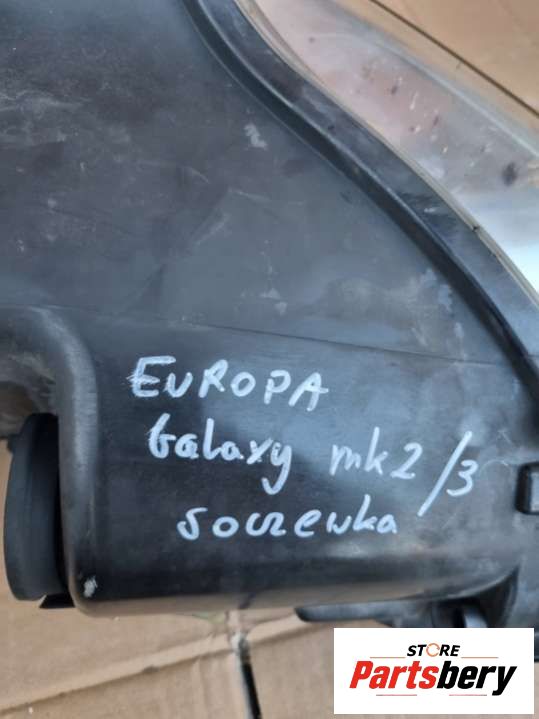 EUROPA
Galaxy mk2/3
soczewka
STORE
Partsbery